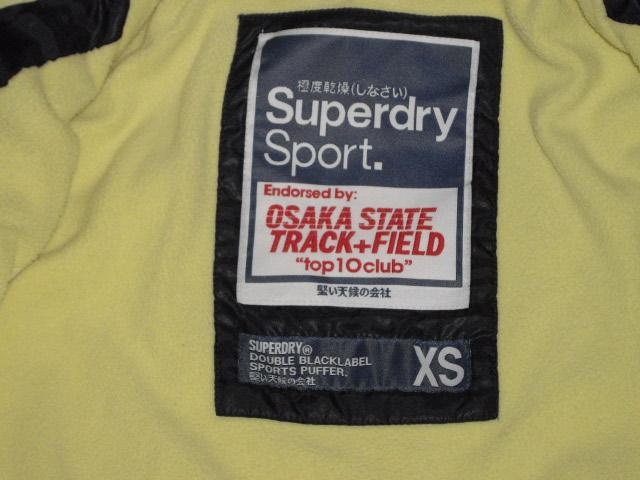 極度乾燥(しなさい)
Superdry
Sport.
Endorsed by:
OSAKA STATE
TRACK+FIELD
"top10club"
堅い天候の会社
SUPERDRY®
DOUBLE BLACKLABEL
SPORTS PUFFER.
堅い天候の会社
XS